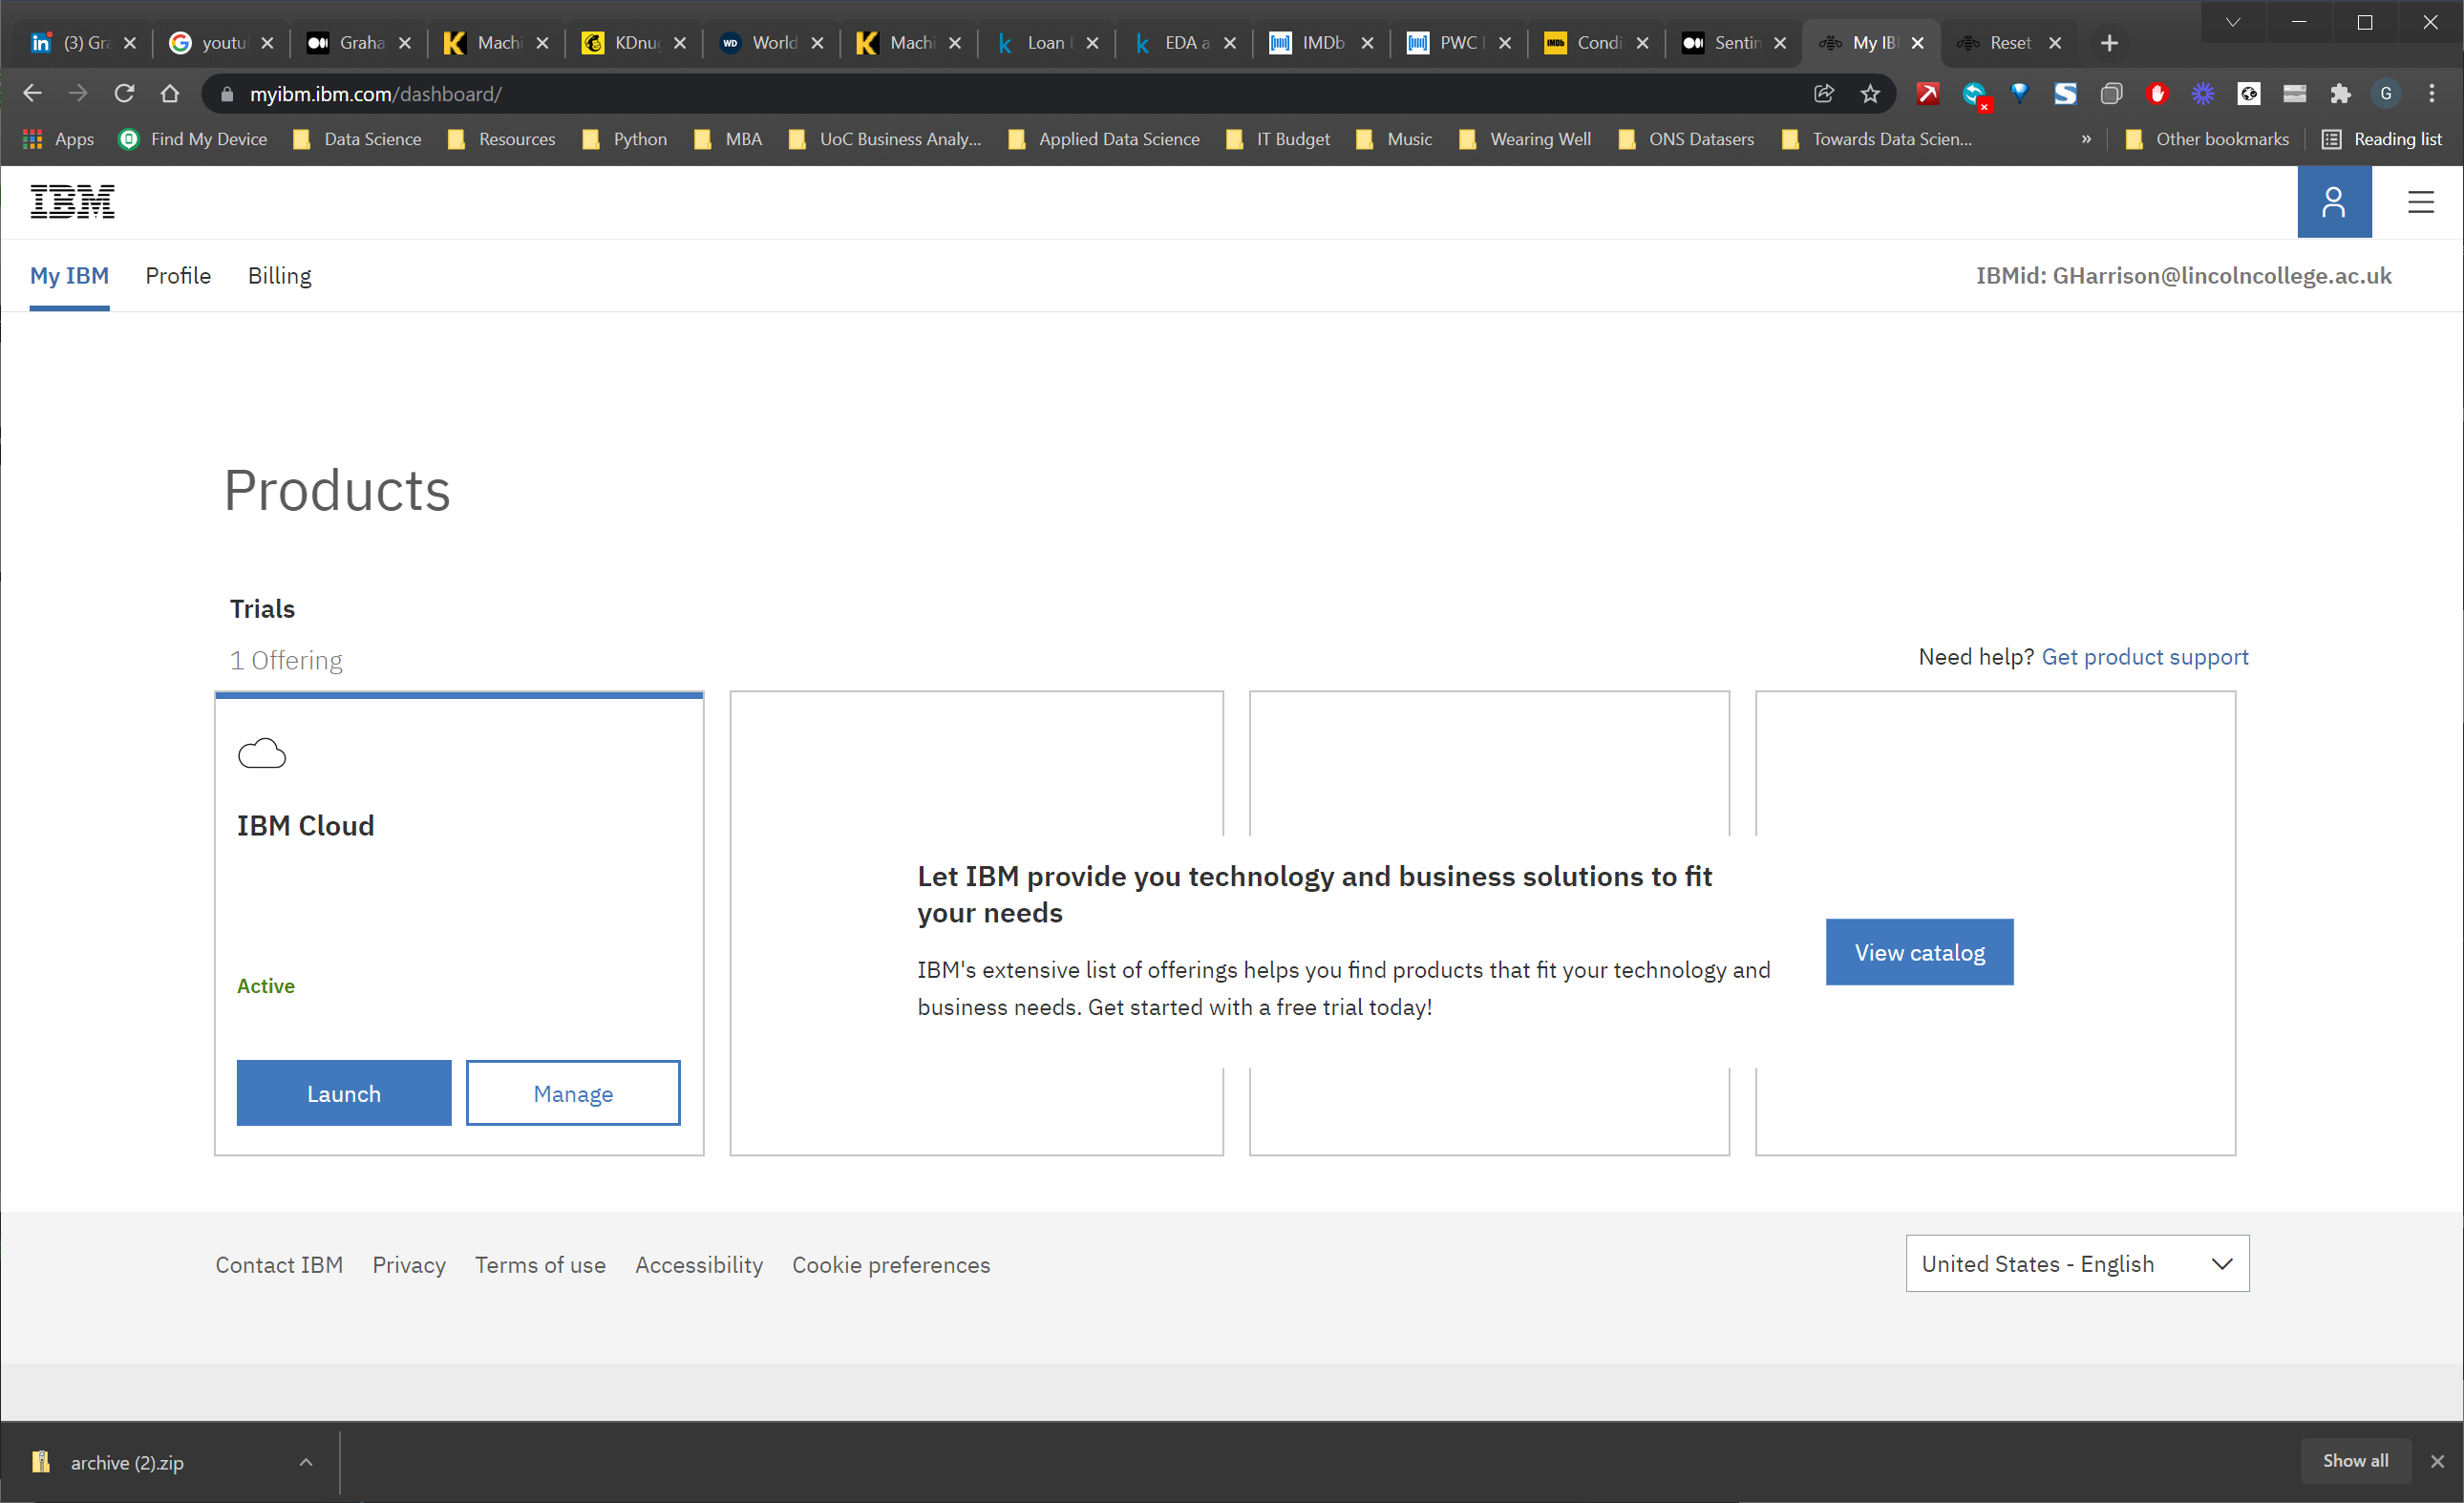 (3) Gra youtu Graha Machi KDnug World Machi Loan EDA a IMDb PWC Condi Sentin My IB Reset
myibm.ibm.com/dashboard/
Apps Find My Device Data Science Resources Python MBA UoC Business Analy... Applied Data Science IT Budget Music Wearing Well ONS Datasers Towards Data Scien... » Other bookmarks Reading list
IBM
My IBM Profile Billing IBMid: GHarrison@lincolncollege.ac.uk
Products
Trials
1 Offering
Need help? Get product support
IBM Cloud
Active
Launch Manage
Let IBM provide you technology and business solutions to fit
your needs
IBM's extensive list of offerings helps you find products that fit your technology and
business needs. Get started with a free trial today!
View catalog
Contact IBM Privacy Terms of use Accessibility Cookie preferences
United States - English
archive (2).zip
Show all